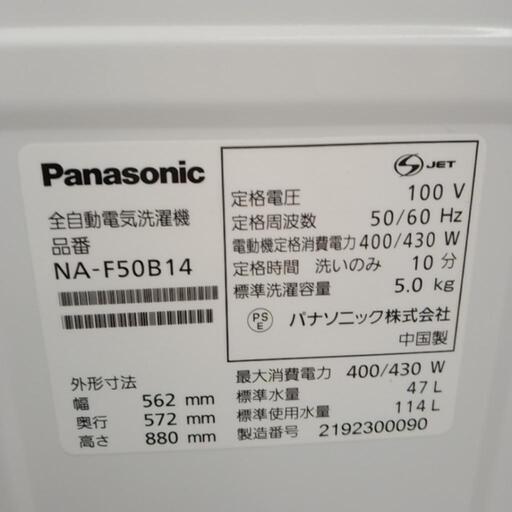 Panasonic
全自動電気洗濯機
品番
NA-F50B14
外形寸法
幅 562 mm
奥行 572 mm
高さ 880 mm
S JET
定格電圧 100 V
定格周波数 50/60 Hz
電動機定格消費電力 400/430 W
定格時間 洗いのみ 10 分
標準洗濯容量 5.0 kg
PS E パナソニック株式会社
中国製
最大消費電力 400/430 W
標準水量 47 L
標準使用水量 114 L
製造番号 2192300090